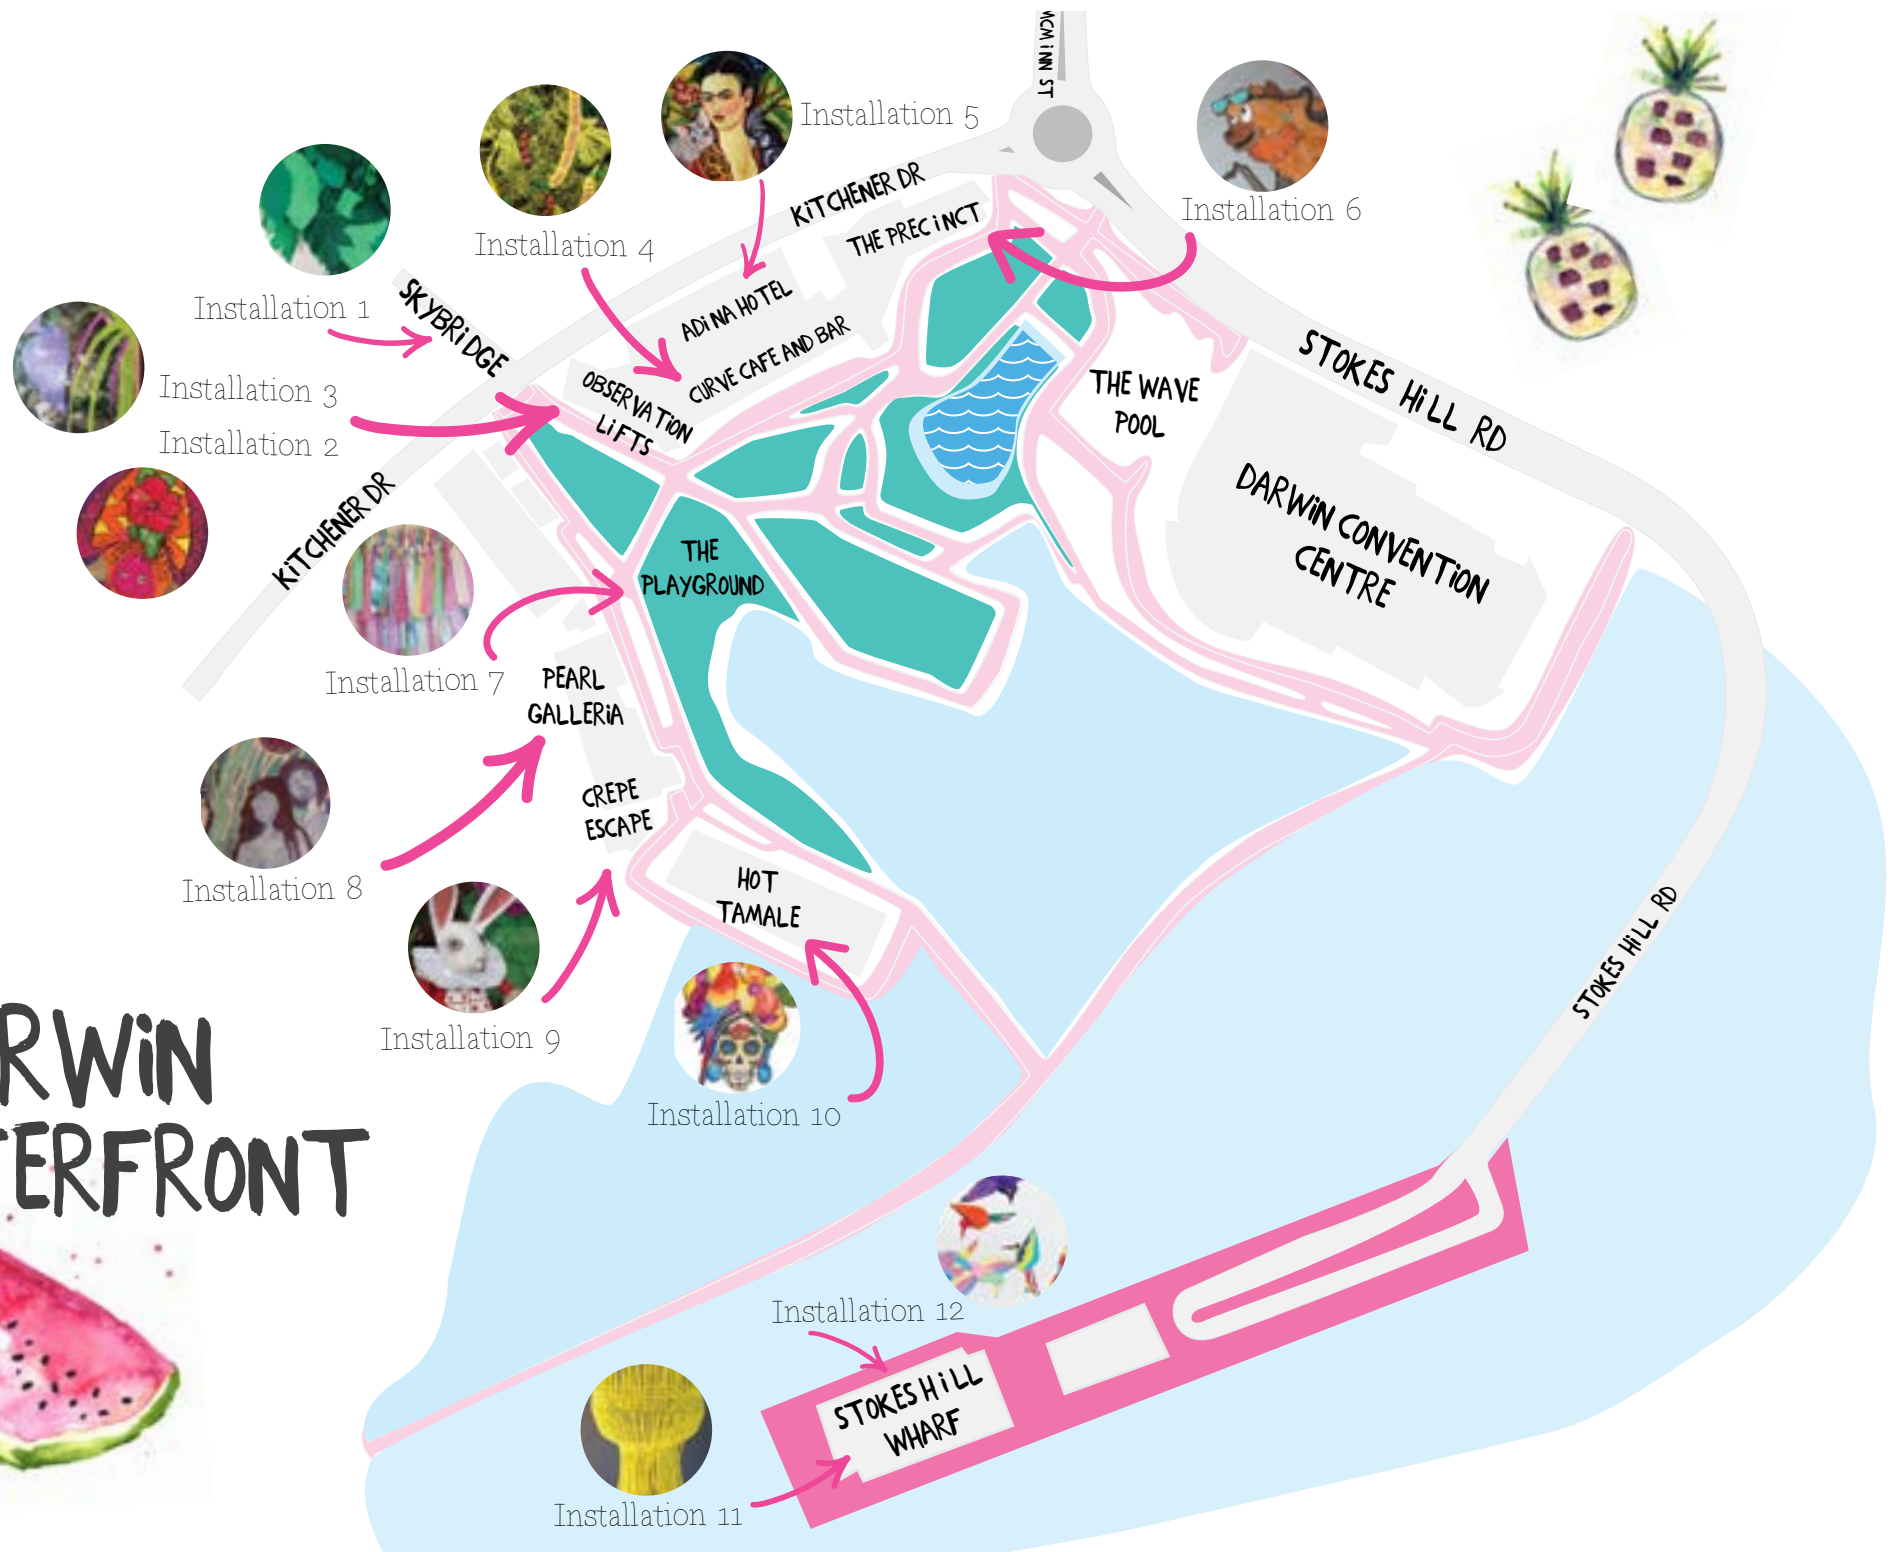 MCMINN ST
Installation 5
Installation 6
KITCHENER DR
THE PRECINCT
Installation 4
Installation 1
SKYBRIDGE
ADINA HOTEL
CURVE CAFE AND BAR
OBSERVATION
LIFTS
Installation 3
Installation 2
KITCHENER DR
THE WAVE
POOL
STOKES HILL RD
DARWIN CONVENTION
CENTRE
THE
PLAYGROUND
Installation 7
PEARL
GALLERIA
CREPE
ESCAPE
Installation 8
HOT
TAMALE
Installation 9
Installation 10
STOKES HILL RD
RWIN
TERFRONT
Installation 12
STOKES HILL
WHARF
Installation 11